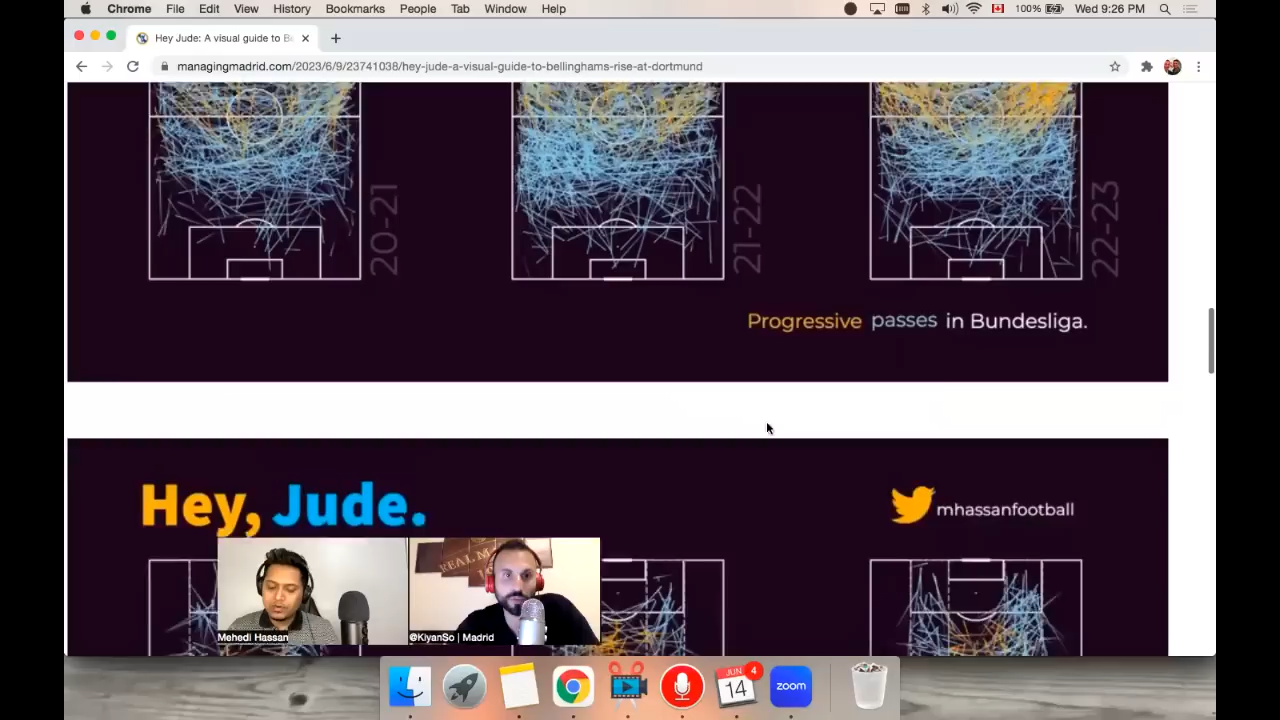 Chrome File Edit View History Bookmarks People Tab Window Help 100% Wed 9:26 PM
Hey Jude: A visual guide to Be
managingmadrid.com/2023/6/9/23741038/hey-jude-a-visual-guide-to-bellinghams-rise-at-dortmund
20-21
21-22
22-23
Progressive passes in Bundesliga.
Hey, Jude.
mhassanfootball
REAL M
Mehedi Hassan
@KiyanSo | Madrid
JUN
4
14
zoom